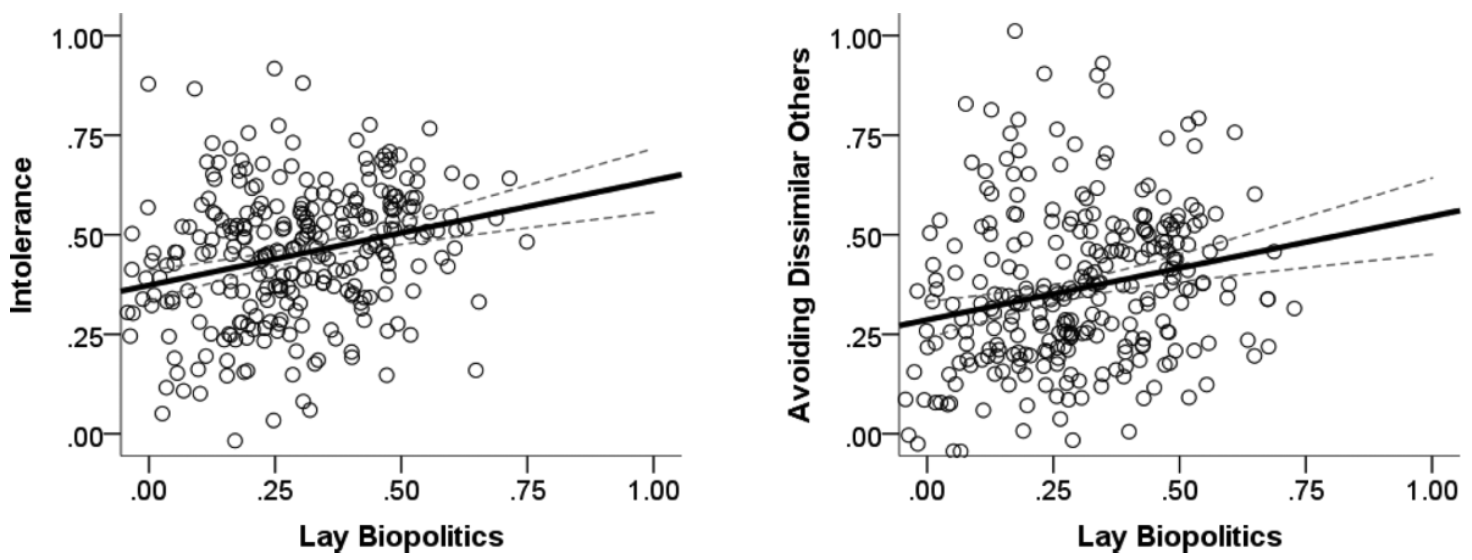 Intolerance
1.00
.75
.50
.25
.00
.00 .25 .50 .75 1.00
Lay Biopolitics
Avoiding Dissimilar Others
1.00
.75
.50
.25
.00
.00 .25 .50 .75 1.00
Lay Biopolitics